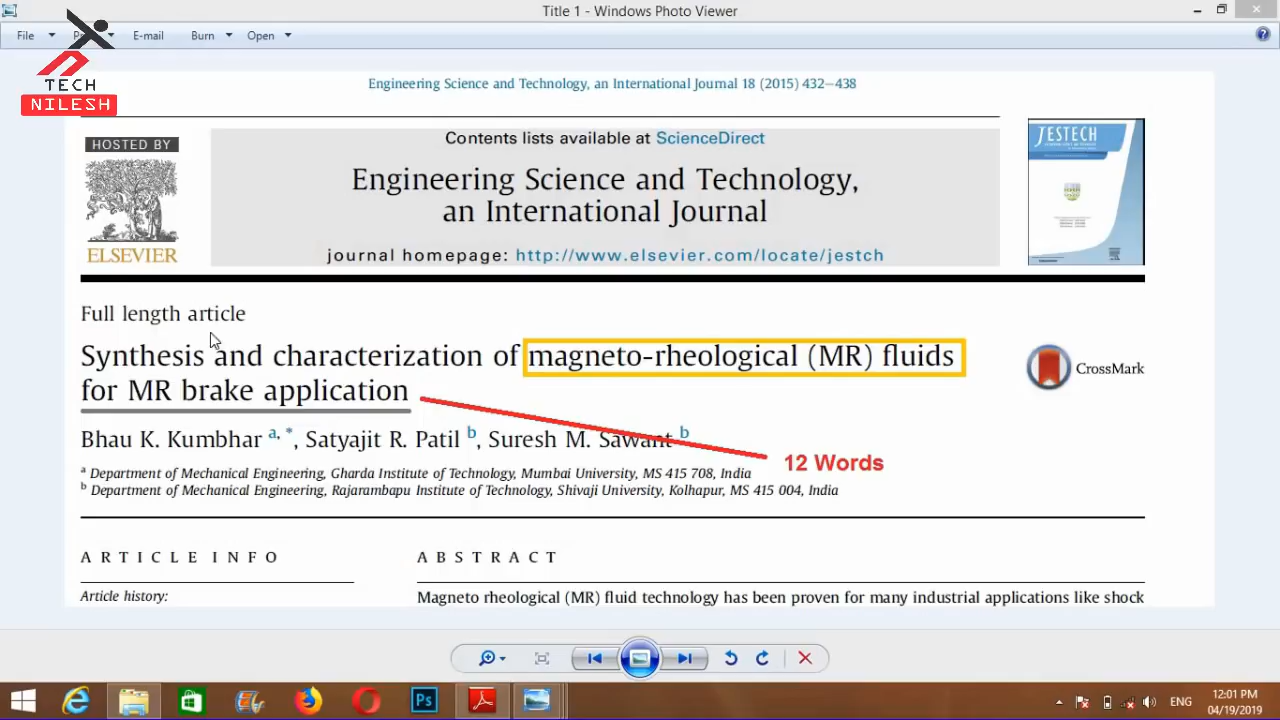 Title 1 - Windows Photo Viewer
File E-mail Burn Open
TECH
NILESH
Engineering Science and Technology, an International Journal 18 (2015) 432–438
HOSTED BY
ELSEVIER
Contents lists available at ScienceDirect
Engineering Science and Technology,
an International Journal
journal homepage: http://www.elsevier.com/locate/jestch
JESTECH
Full length article
Synthesis and characterization of magneto-rheological (MR) fluids
for MR brake application
CrossMark
Bhau K. Kumbhar a, *, Satyajit R. Patil b, Suresh M. Sawant b
12 Words
a Department of Mechanical Engineering, Gharda Institute of Technology, Mumbai University, MS 415 708, India
b Department of Mechanical Engineering, Rajarambapu Institute of Technology, Shivaji University, Kolhapur, MS 415 004, India
ARTICLE INFO
ABSTRACT
Article history:
Magneto rheological (MR) fluid technology has been proven for many industrial applications like shock
Ps
ENG
12:01 PM
04/19/2019